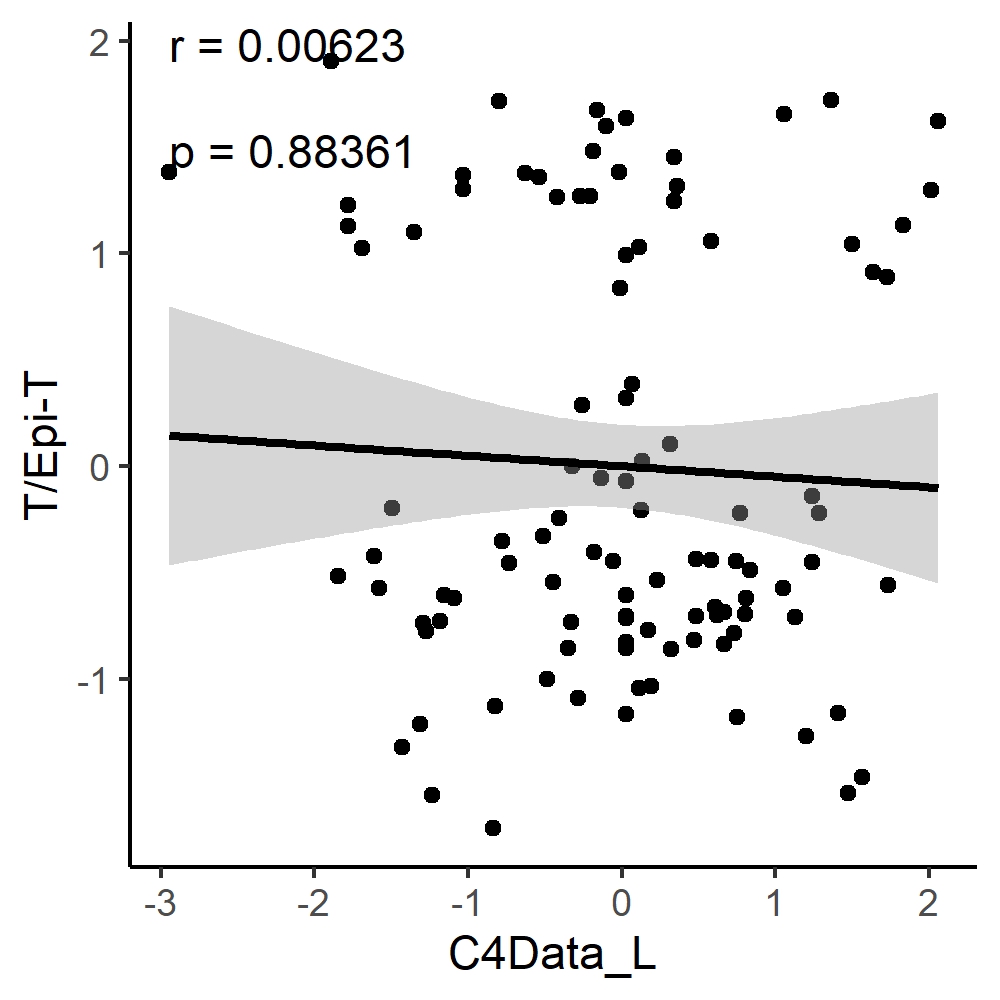 r = 0.00623
p = 0.88361
2
1
0
-1
T/Epi-T
-3 -2 -1 0 1 2
C4Data_L